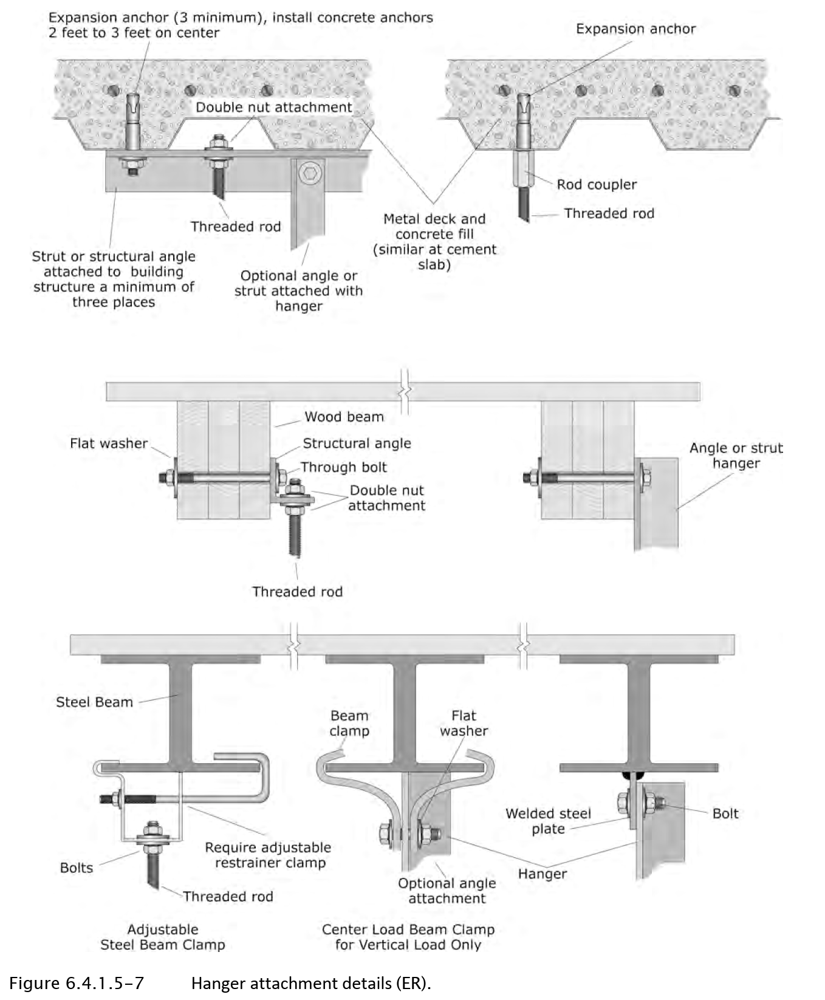 Expansion anchor (3 minimum), install concrete anchors
2 feet to 3 feet on center
Expansion anchor
Double nut attachment
Rod coupler
Threaded rod
Threaded rod
Metal deck and
concrete fill
(similar at cement
slab)
Strut or structural angle
attached to building
structure a minimum of
three places
Optional angle or
strut attached with
hanger
Wood beam
Flat washer
Structural angle
Through bolt
Double nut
attachment
Angle or strut
hanger
Threaded rod
Steel Beam
Beam
clamp
Flat
washer
Welded steel
plate
Bolt
Require adjustable
restrainer clamp
Bolts
Hanger
Optional angle
attachment
Threaded rod
Adjustable
Steel Beam Clamp
Center Load Beam Clamp
for Vertical Load Only
Figure 6.4.1.5-7 Hanger attachment details (ER).